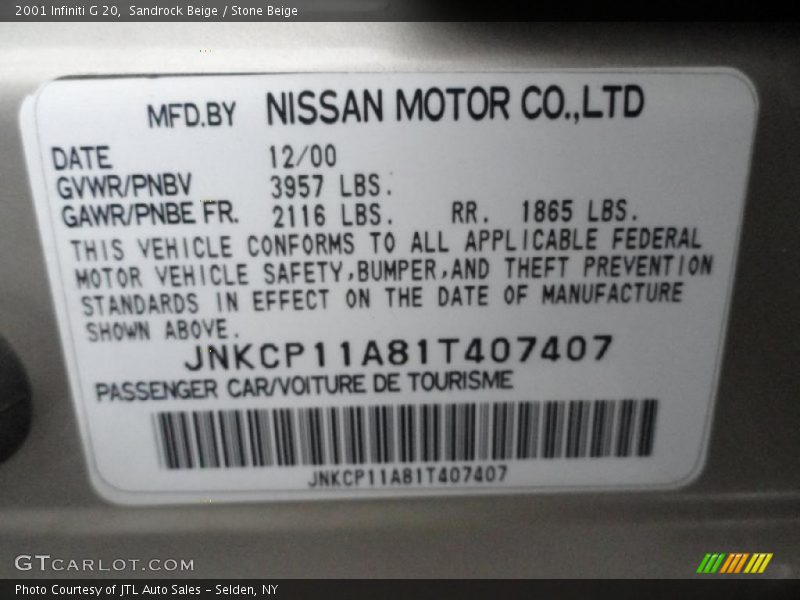 2001 Infiniti G 20, Sandrock Beige / Stone Beige
MFD.BY NISSAN MOTOR CO.,LTD
DATE 12/00
GVWR/PNBV 3957 LBS.
GAWR/PNBE FR. 2116 LBS. RR. 1865 LBS.
THIS VEHICLE CONFORMS TO ALL APPLICABLE FEDERAL
MOTOR VEHICLE SAFETY,BUMPER,AND THEFT PREVENTION
STANDARDS IN EFFECT ON THE DATE OF MANUFACTURE
SHOWN ABOVE.
JNKCP11A81T407407
PASSENGER CAR/VOITURE DE TOURISME
JNKCP11A81T407407
GTCARLOT.COM
Photo Courtesy of JTL Auto Sales - Selden, NY